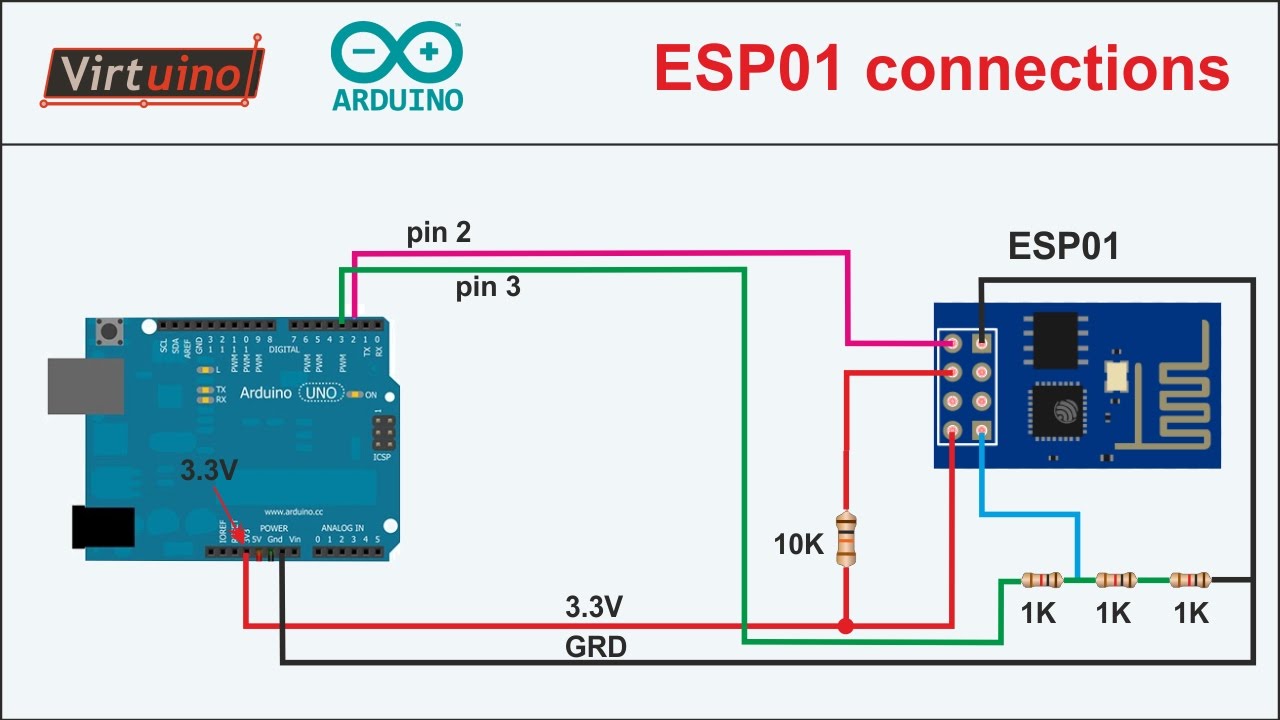 Virtuino
ARDUINO
™
ESP01 connections
pin 2
pin 3
ESP01
SCL
SDA
AREF
GND
13
12
PWM 11
PWM 10
PWM 9
8
DIGITAL
7
PWM 6
PWM 5
4
PWM 3
2
TX 1
RX 0
L
TX
RX
Arduino UNO
ON
1
ICSP
3.3V
www.arduino.cc
IOREF
3V3
5V
Gnd
Vin
POWER
ANALOG IN
0 1 2 3 4 5
10K
1K
1K
1K
3.3V
GRD